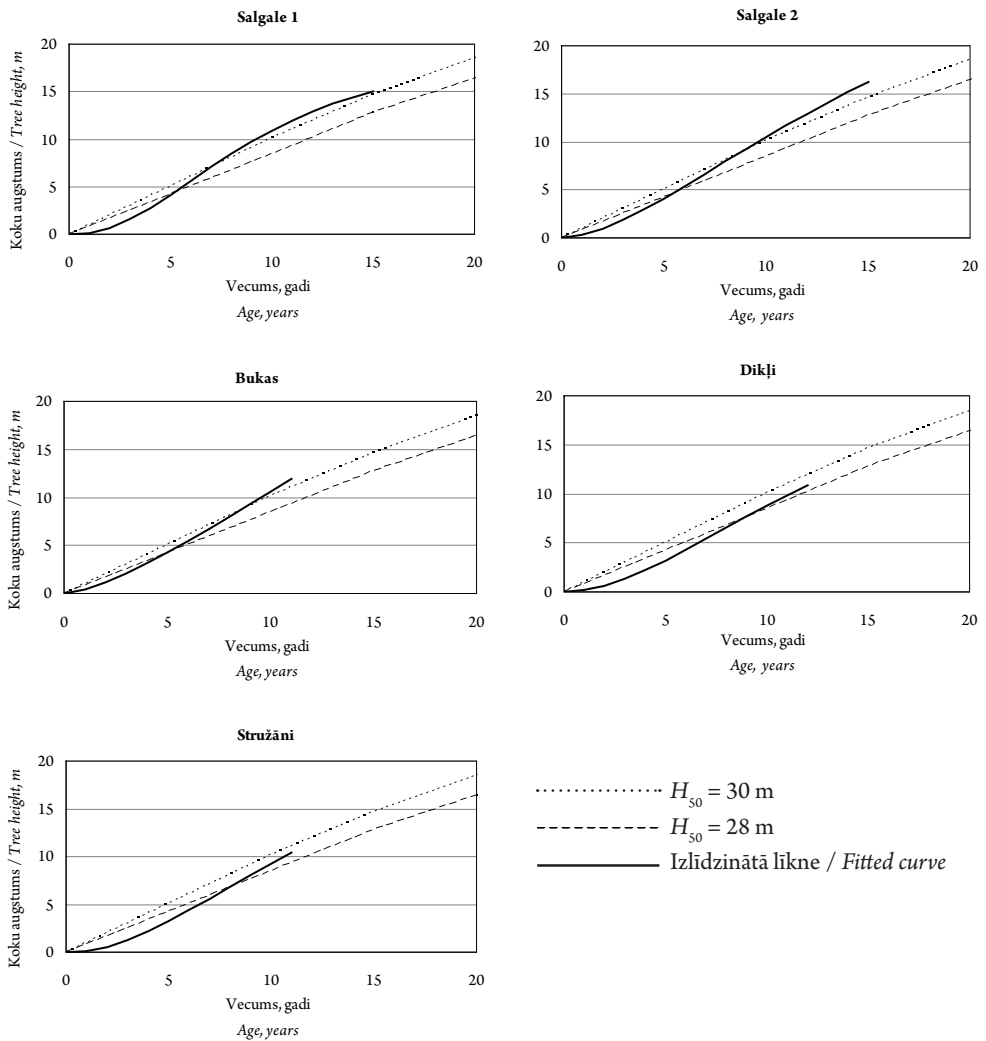 Salgale 1
Koku augstums / Tree height, m
20
15
10
5
0
0 5 10 15 20
Vecums, gadi
Age, years
Salgale 2
20
15
10
5
0
0 5 10 15 20
Vecums, gadi
Age, years
Bukas
Koku augstums / Tree height, m
20
15
10
5
0
0 5 10 15 20
Vecums, gadi
Age, years
Dikļi
20
15
10
5
0
0 5 10 15 20
Vecums, gadi
Age, years
Stružāni
Koku augstums / Tree height, m
20
15
10
5
0
0 5 10 15 20
Vecums, gadi
Age, years
H50 = 30 m
H50 = 28 m
Izlīdzinātā līkne / Fitted curve